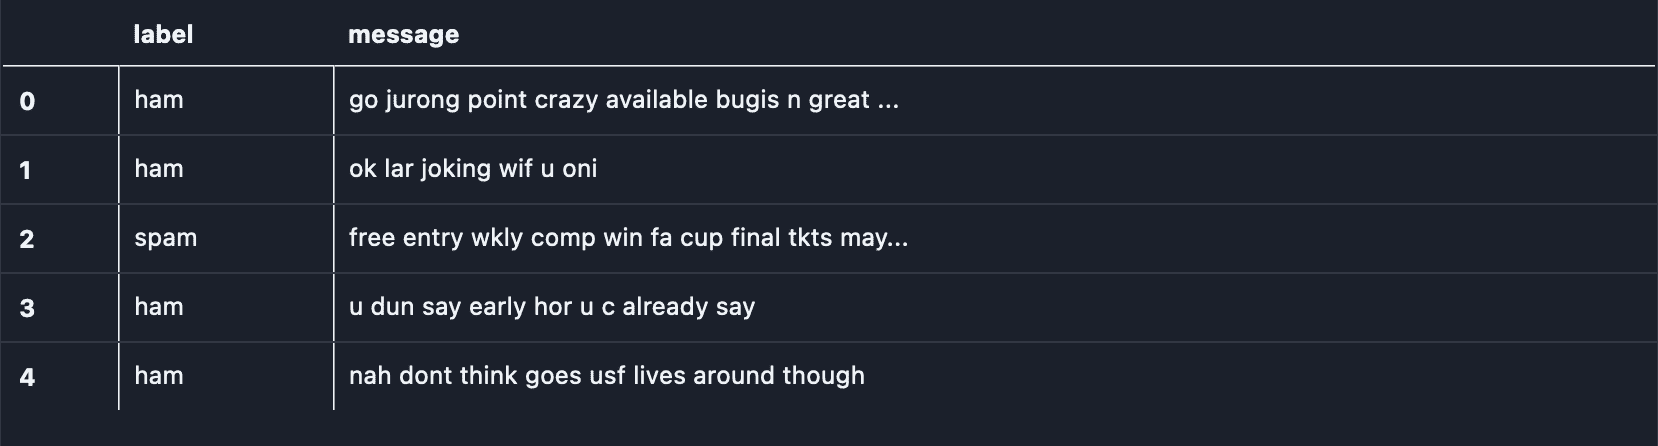 label message
0 ham go jurong point crazy available bugis n great ...
1 ham ok lar joking wif u oni
2 spam free entry wkly comp win fa cup final tkts may...
3 ham u dun say early hor u c already say
4 ham nah dont think goes usf lives around though